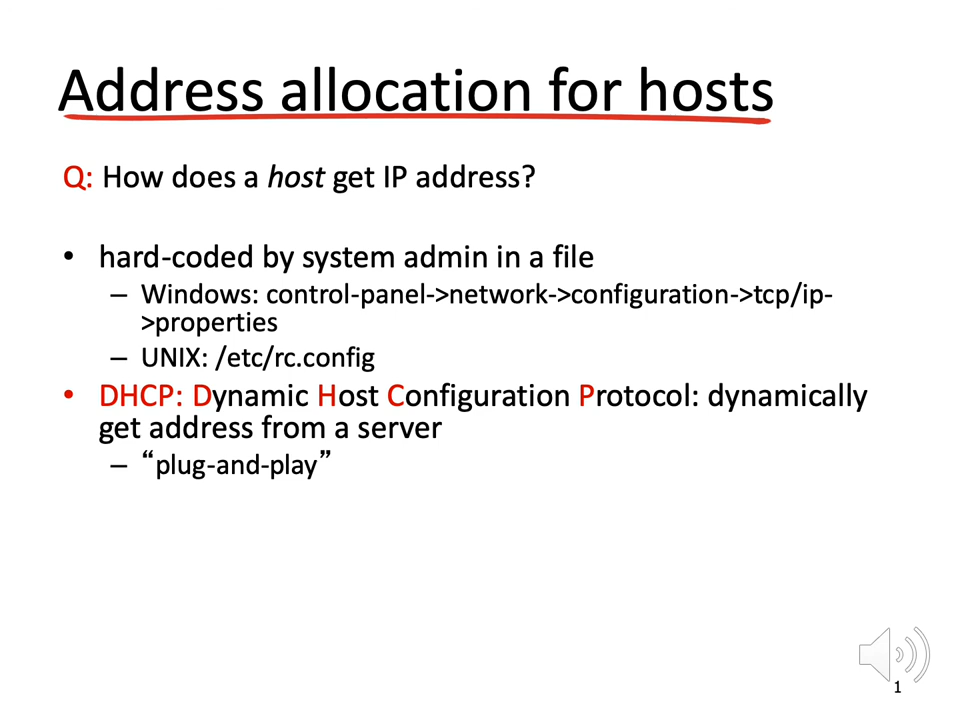 Address allocation for hosts
Q: How does a host get IP address?
• hard-coded by system admin in a file
– Windows: control-panel->network->configuration->tcp/ip-
>properties
– UNIX: /etc/rc.config
• DHCP: Dynamic Host Configuration Protocol: dynamically
get address from a server
– “plug-and-play”
1